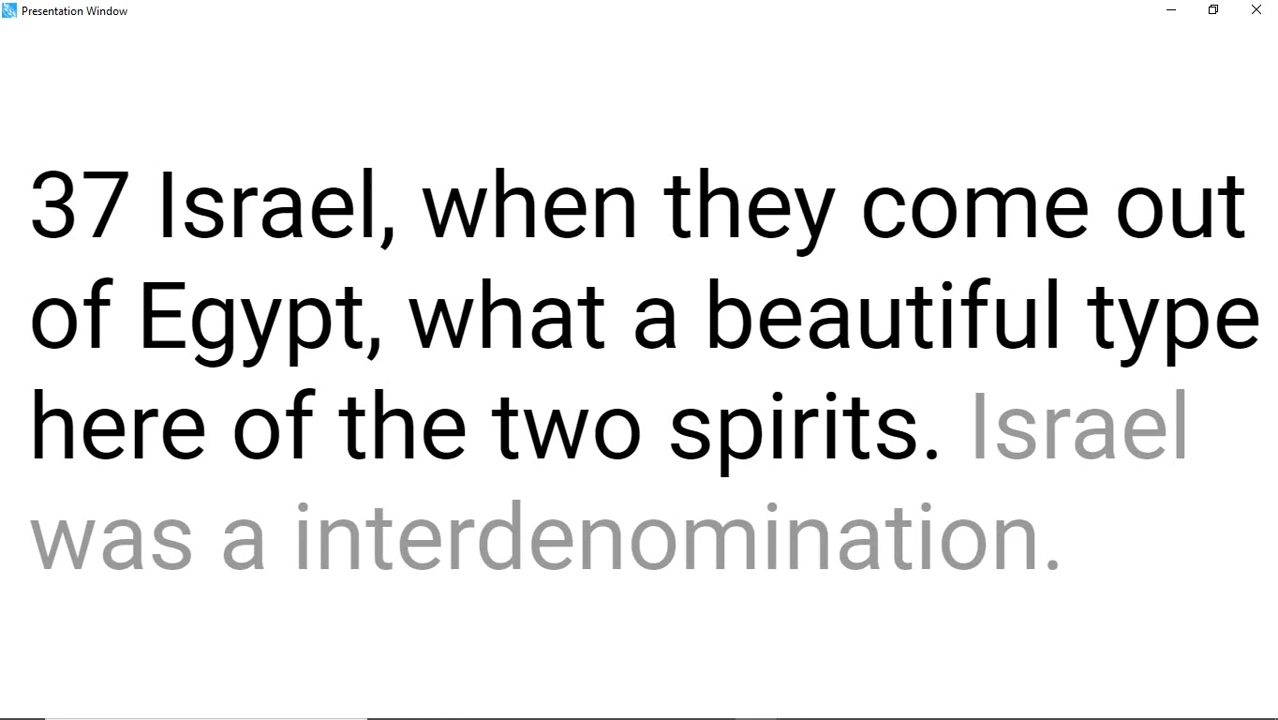 Presentation Window
37 Israel, when they come out
of Egypt, what a beautiful type
here of the two spirits. Israel
was a interdenomination.